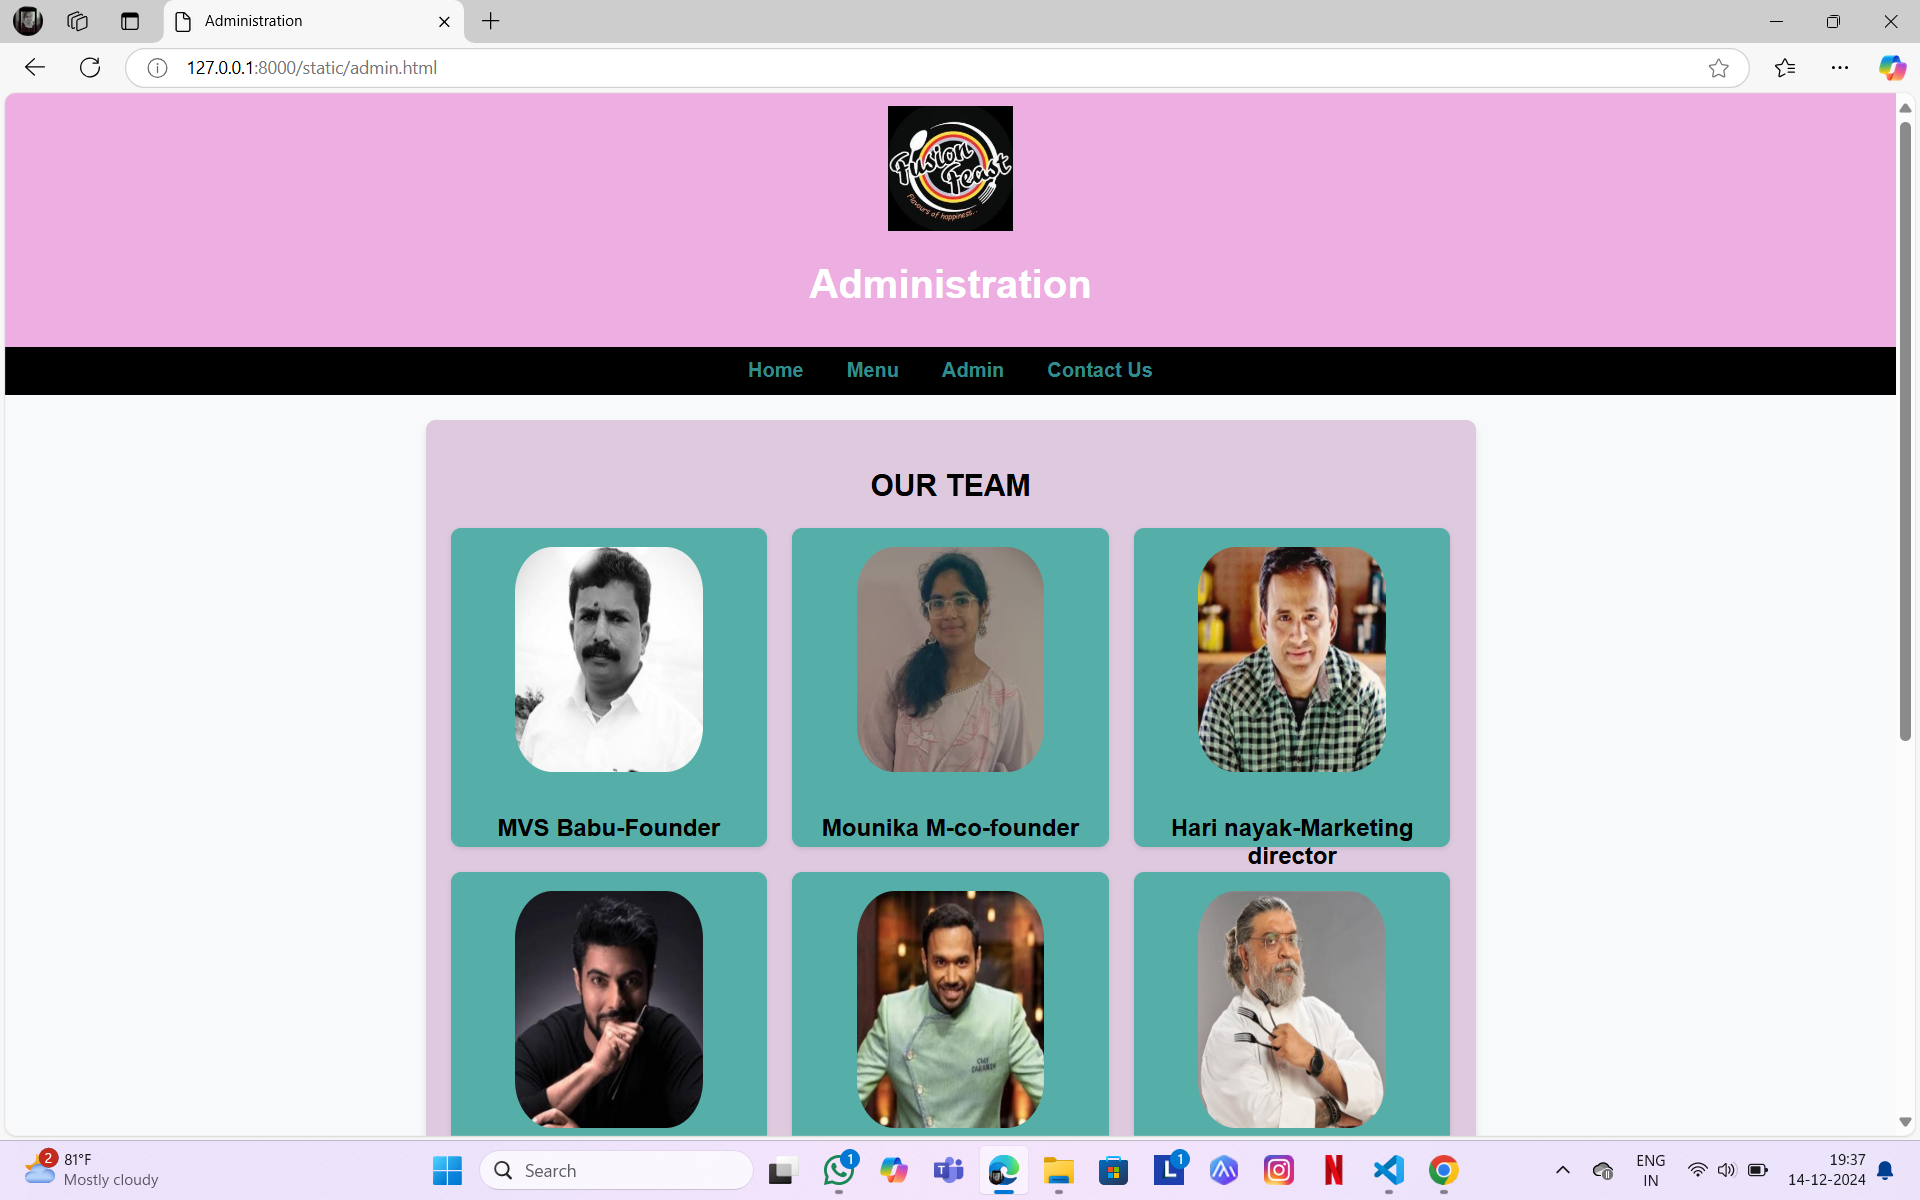 Administration
127.0.0.1:8000/static/admin.html
Fusion
Feast
Flavours of happiness...
Administration
Home Menu Admin Contact Us
OUR TEAM
MVS Babu-Founder
Mounika M-co-founder
Hari nayak-Marketing
director
CHEF
2
81°F
Mostly cloudy
Search
1
1
ENG
IN
19:37
14-12-2024